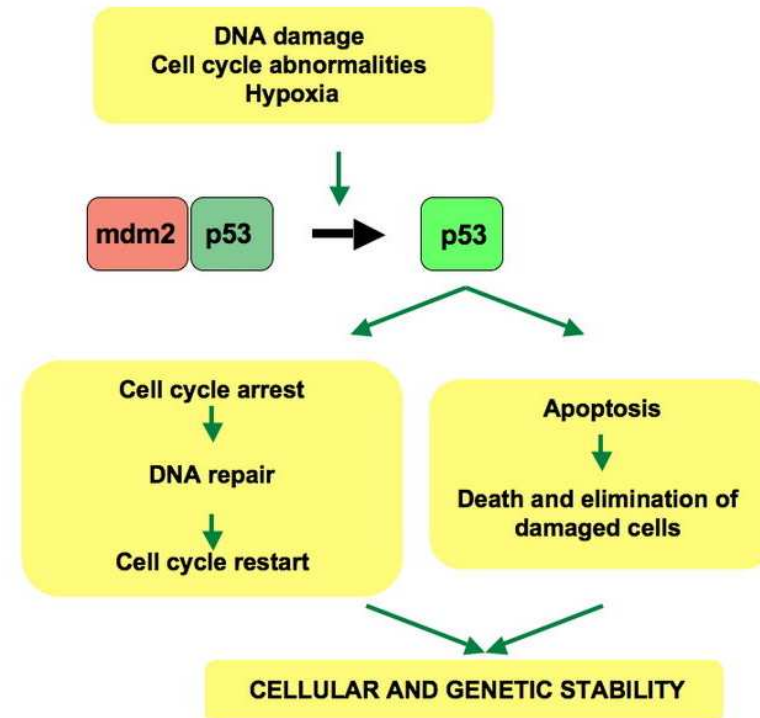 DNA damage
Cell cycle abnormalities
Hypoxia
mdm2 p53
p53
Cell cycle arrest
DNA repair
Cell cycle restart
Apoptosis
Death and elimination of
damaged cells
CELLULAR AND GENETIC STABILITY